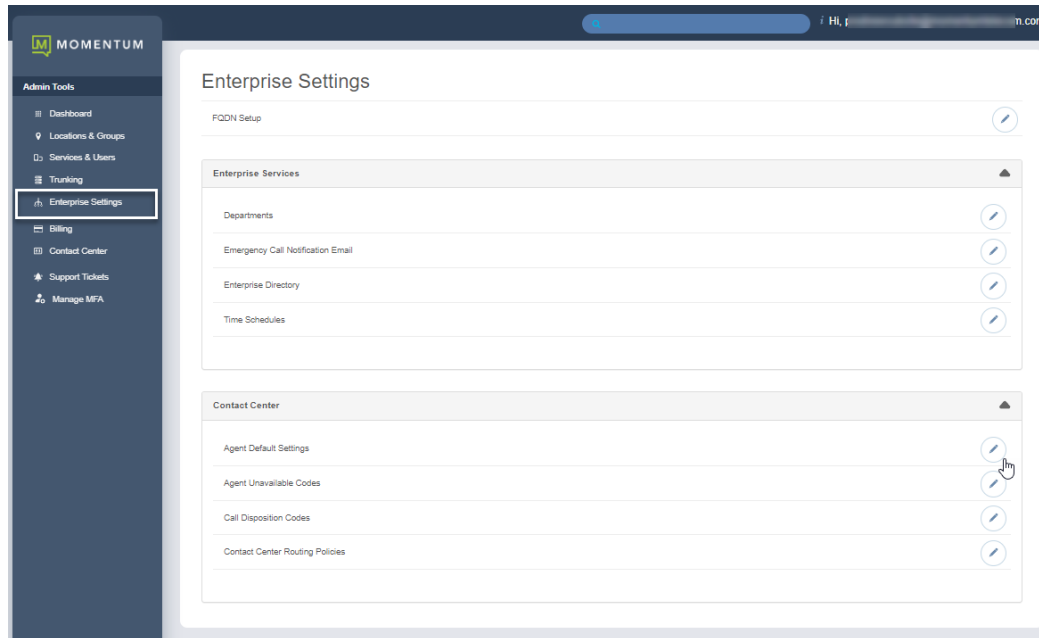 MOMENTUM
Hi, p
m.com
Admin Tools
Dashboard
Locations & Groups
Services & Users
Trunking
Enterprise Settings
Billing
Contact Center
Support Tickets
Manage MFA
Enterprise Settings
FQDN Setup
Enterprise Services
Departments
Emergency Call Notification Email
Enterprise Directory
Time Schedules
Contact Center
Agent Default Settings
Agent Unavailable Codes
Call Disposition Codes
Contact Center Routing Policies